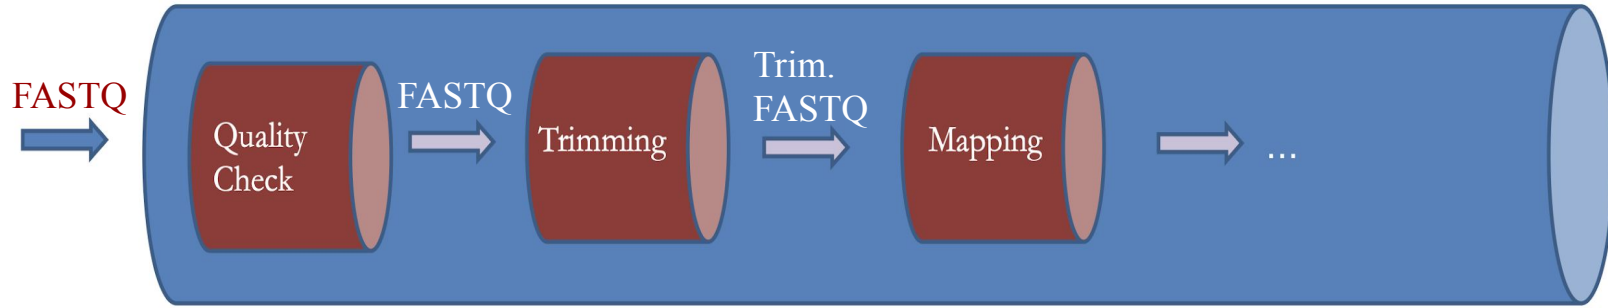 FASTQ
Quality
Check
FASTQ
Trimming
Trim.
FASTQ
Mapping
...